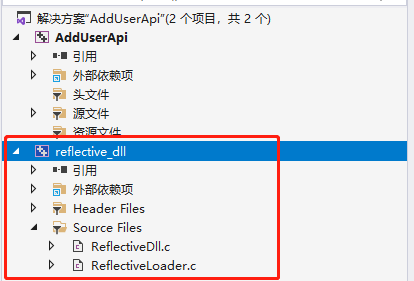 解决方案"AddUserApi"(2 个项目，共 2 个)
AddUserApi
引用
外部依赖项
头文件
源文件
资源文件
reflective_dll
引用
外部依赖项
Header Files
Source Files
ReflectiveDll.c
ReflectiveLoader.c